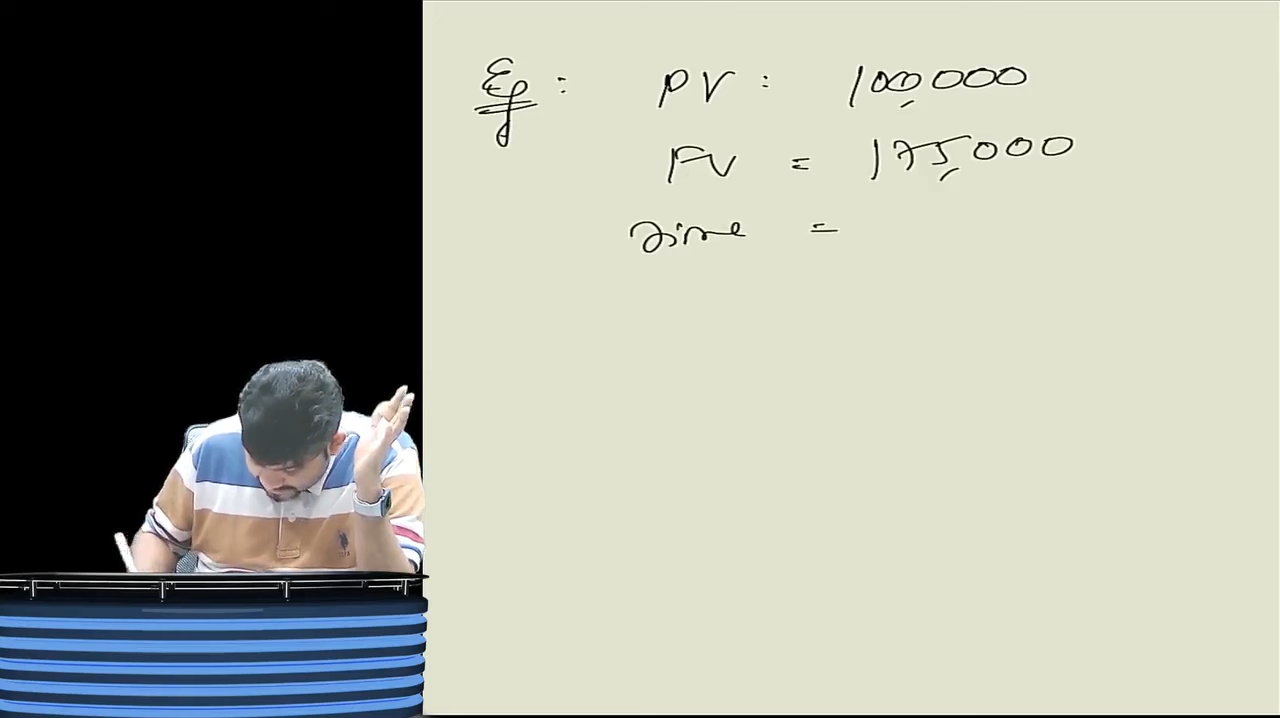 Eg : PV : 100,000
FV = 175,000
Time =